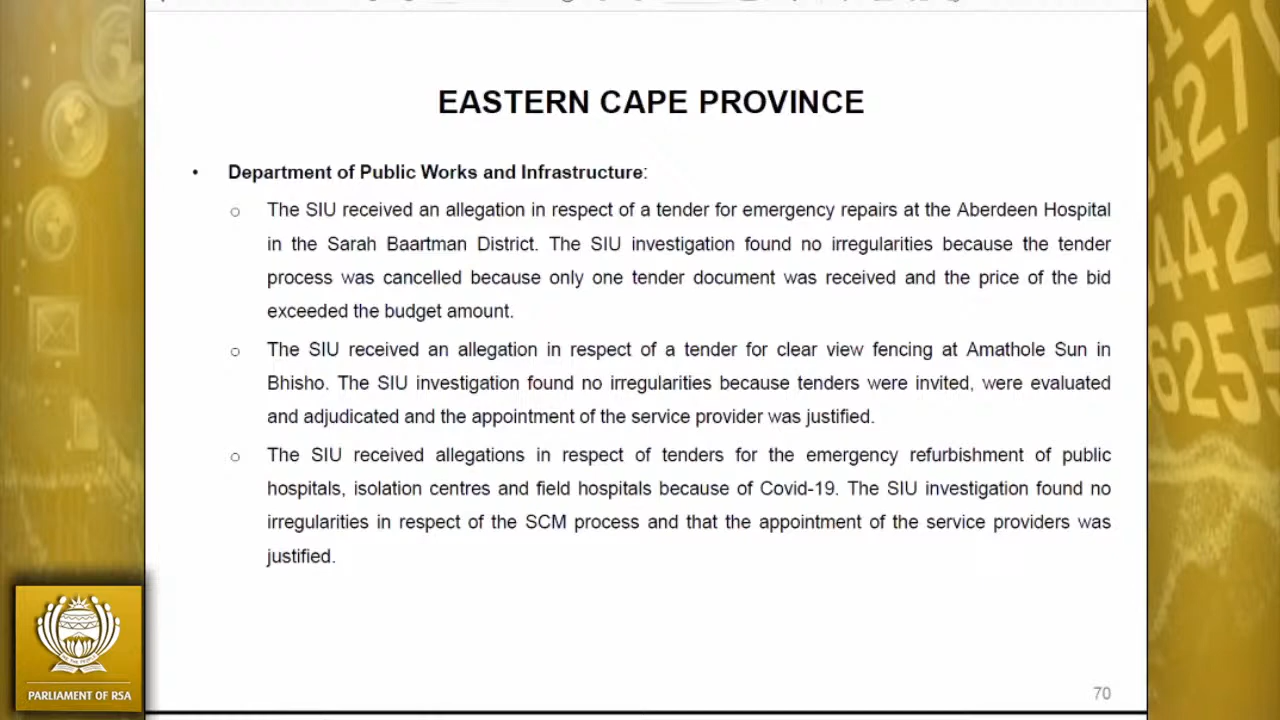 EASTERN CAPE PROVINCE
• Department of Public Works and Infrastructure:
o The SIU received an allegation in respect of a tender for emergency repairs at the Aberdeen Hospital
in the Sarah Baartman District. The SIU investigation found no irregularities because the tender
process was cancelled because only one tender document was received and the price of the bid
exceeded the budget amount.
o The SIU received an allegation in respect of a tender for clear view fencing at Amathole Sun in
Bhisho. The SIU investigation found no irregularities because tenders were invited, were evaluated
and adjudicated and the appointment of the service provider was justified.
o The SIU received allegations in respect of tenders for the emergency refurbishment of public
hospitals, isolation centres and field hospitals because of Covid-19. The SIU investigation found no
irregularities in respect of the SCM process and that the appointment of the service providers was
justified.
70
PARLIAMENT OF RSA
427
442
6255